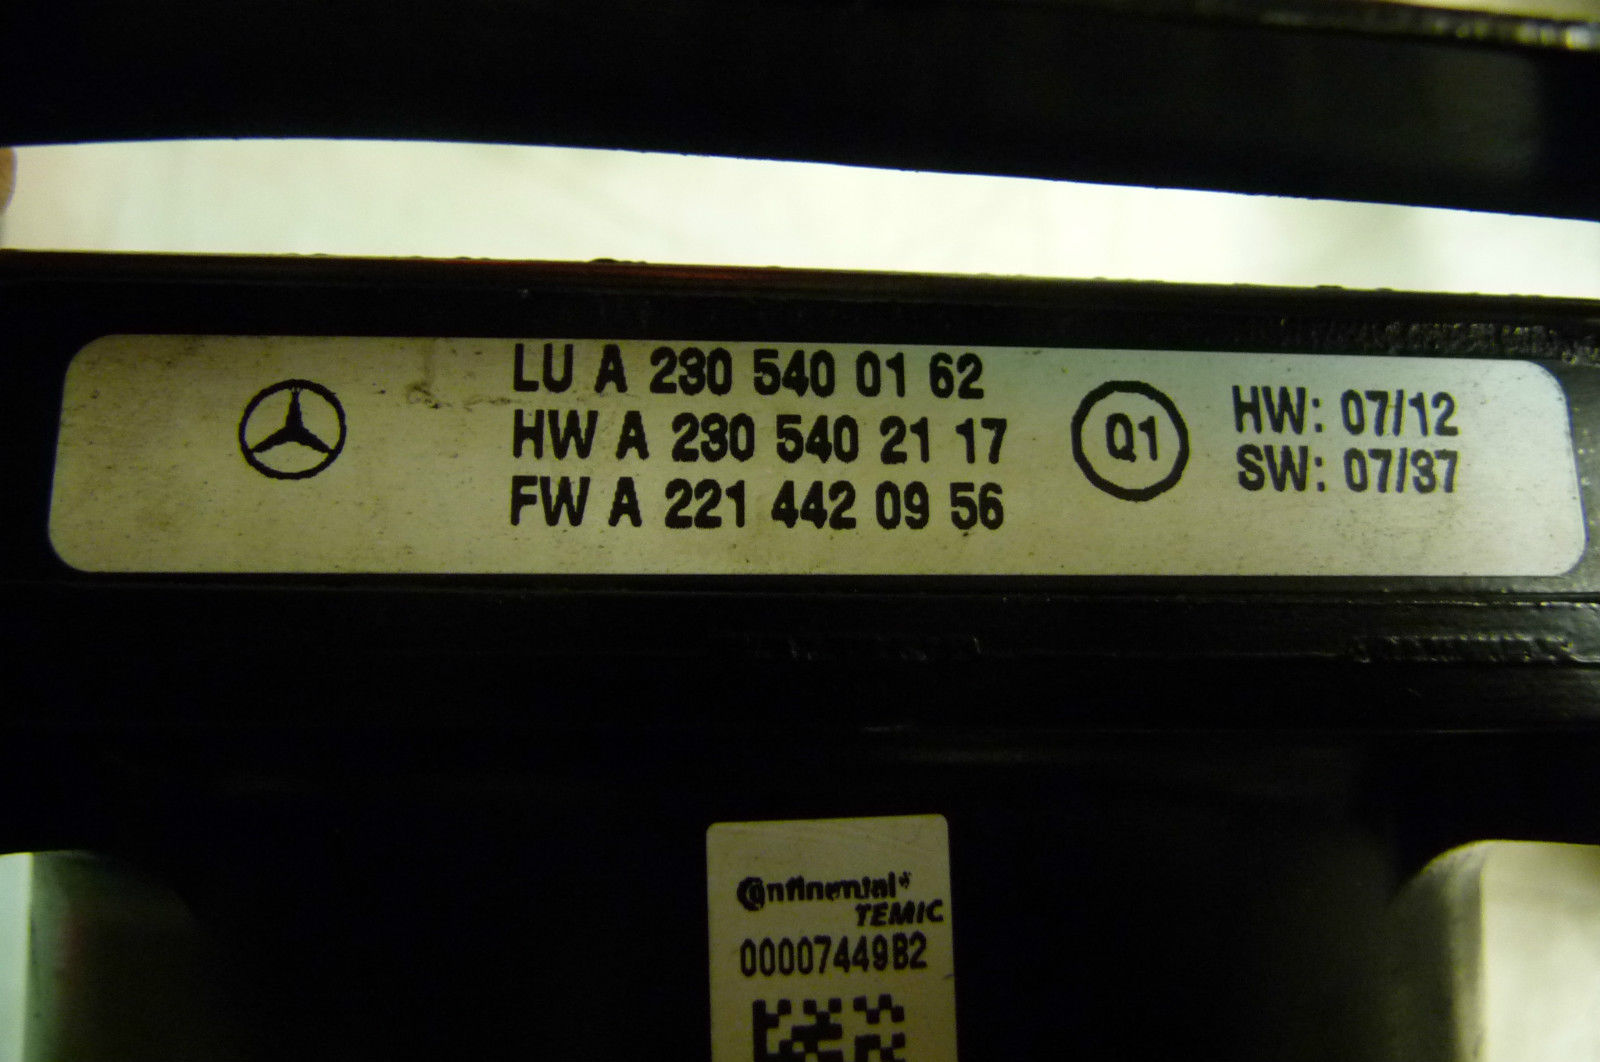 LU A 230 540 01 62
HW A 230 540 21 17
FW A 221 442 09 56
Q1
HW: 07/12
SW: 07/37
Continental
TEMIC
0000744982